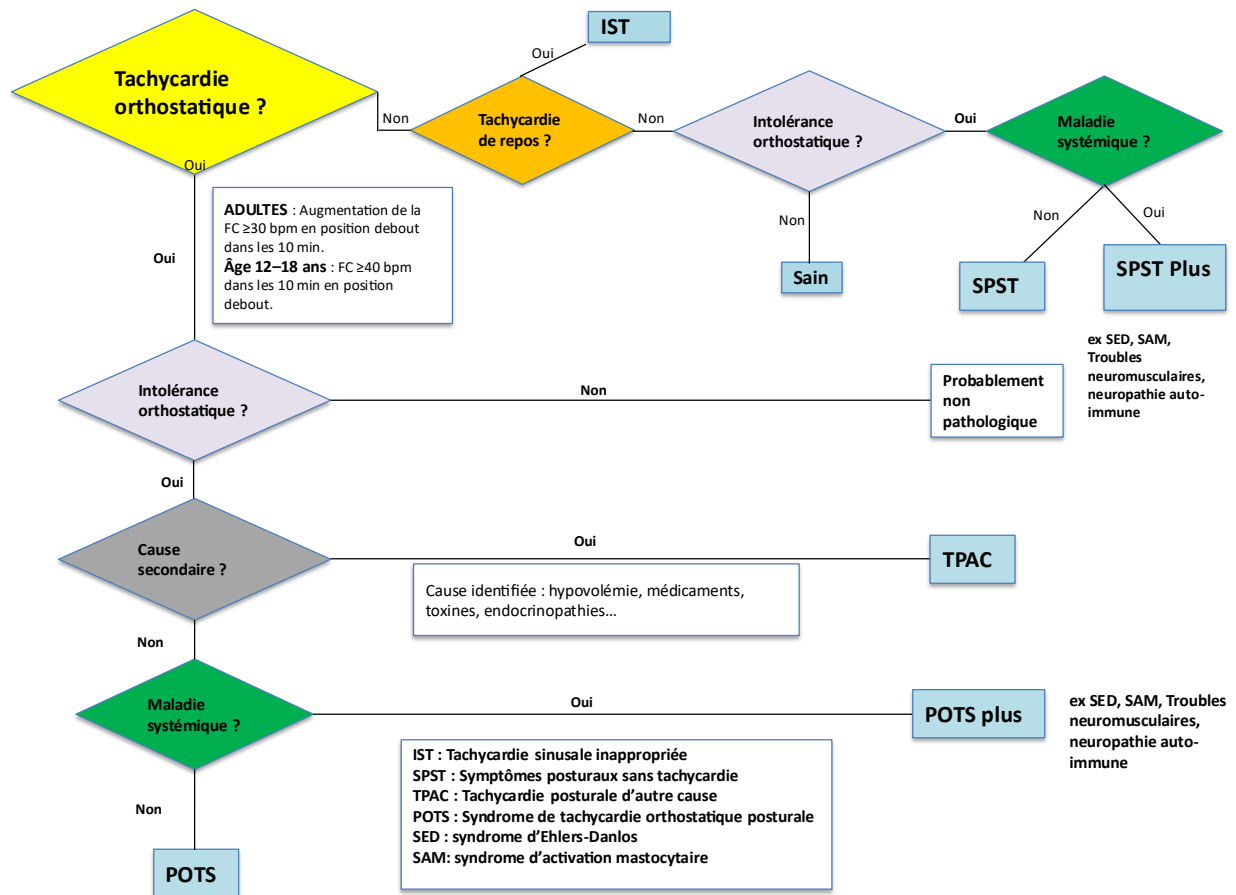 IST
Oui
Tachycardie
orthostatique ?
Non
Tachycardie
de repos ?
Non
Intolérance
orthostatique ?
Oui
Maladie
systémique ?
Oui
ADULTES : Augmentation de la
FC ≥30 bpm en position debout
dans les 10 min.
Âge 12–18 ans : FC ≥40 bpm
dans les 10 min en position
debout.
Oui
Non
Sain
Non
Oui
SPST
SPST Plus
ex SED, SAM,
Troubles
neuromusculaires,
neuropathie auto-
immune
Intolérance
orthostatique ?
Non
Probablement
non
pathologique
Oui
Cause
secondaire ?
Oui
TPAC
Cause identifiée : hypovolémie, médicaments,
toxines, endocrinopathies…
Non
Maladie
systémique ?
Oui
POTS plus
ex SED, SAM, Troubles
neuromusculaires,
neuropathie auto-
immune
IST : Tachycardie sinusale inappropriée
SPST : Symptômes posturaux sans tachycardie
TPAC : Tachycardie posturale d’autre cause
POTS : Syndrome de tachycardie orthostatique posturale
SED : syndrome d’Ehlers-Danlos
SAM: syndrome d’activation mastocytaire
Non
POTS